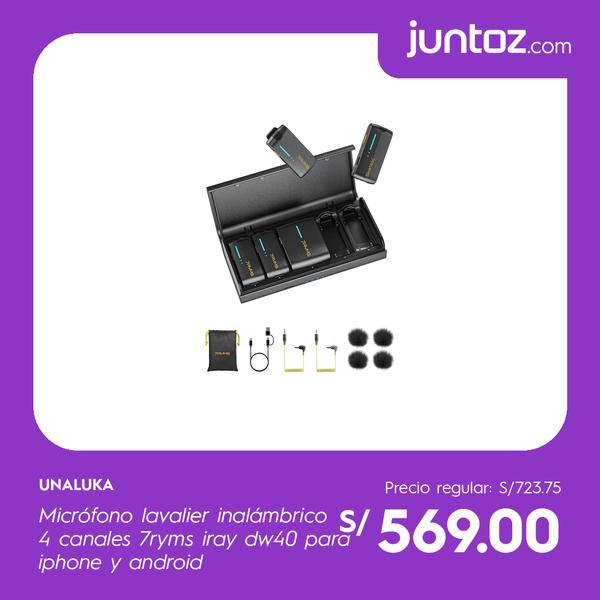 juntoz.com
7RYMS
UNALUKA
Micrófono lavalier inalámbrico
4 canales 7ryms iray dw40 para
iphone y android
Precio regular: S/723.75
S/ 569.00